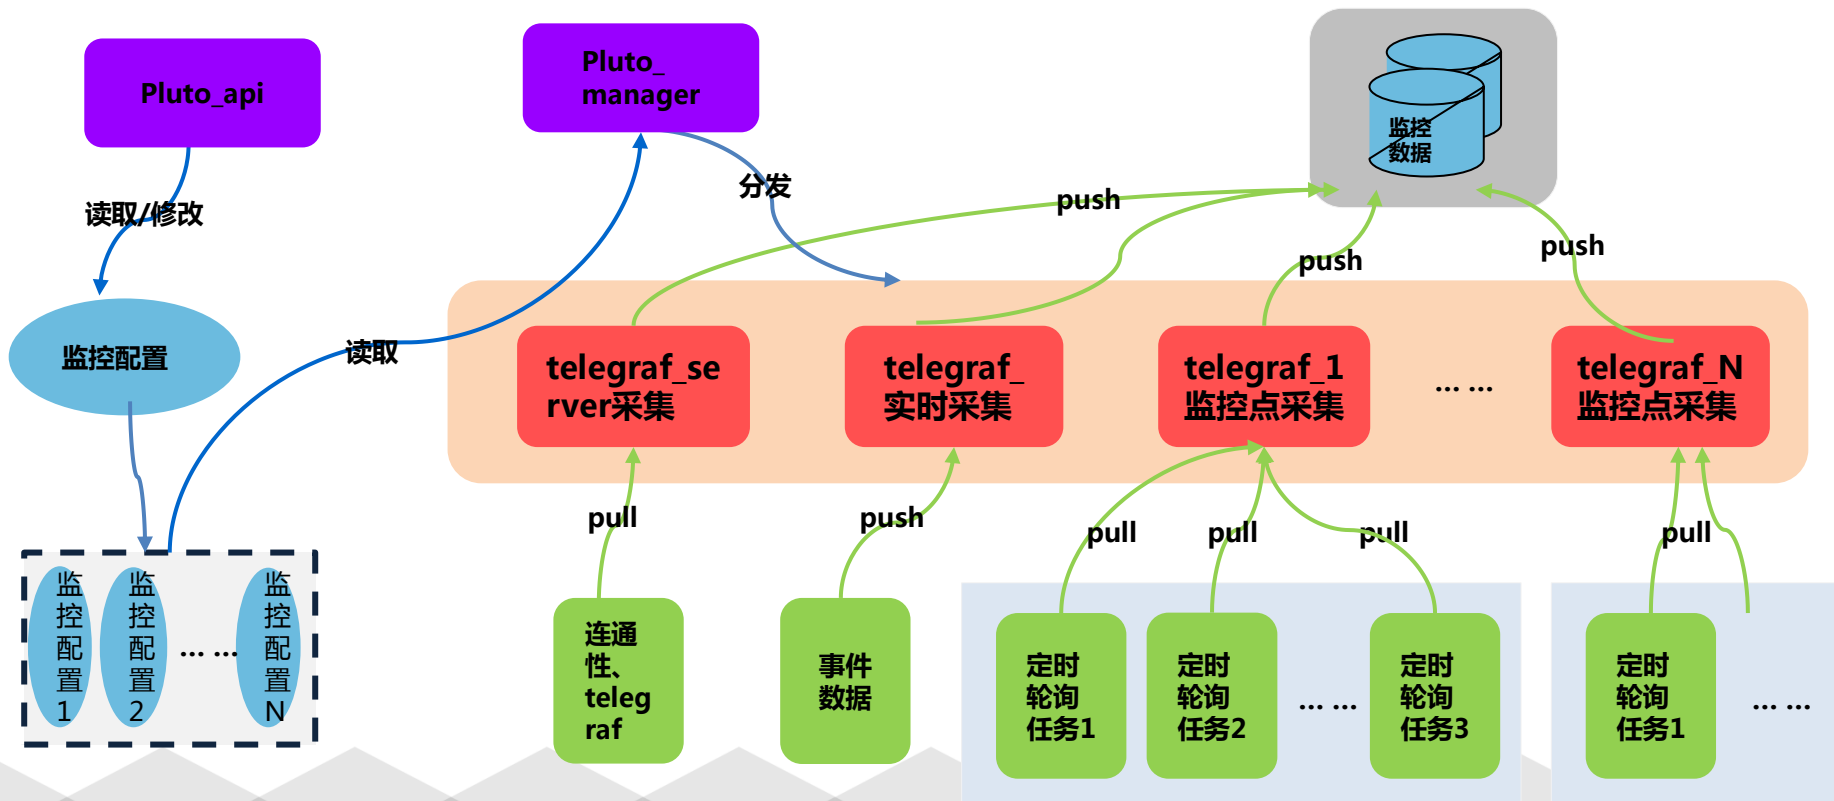 Pluto_api
Pluto_
manager
监控
数据
分发
push
读取/修改
push
push
监控配置
读取
telegraf_se
rver采集
telegraf_
实时采集
telegraf_1
监控点采集
... ...
telegraf_N
监控点采集
pull
push
pull
pull
pull
pull
监
控
配
置
1
监
控
配
置
2
... ...
监
控
配
置
N
连通
性、
teleg
raf
事件
数据
定时
轮询
任务1
定时
轮询
任务2
... ...
定时
轮询
任务3
定时
轮询
任务1
... ...